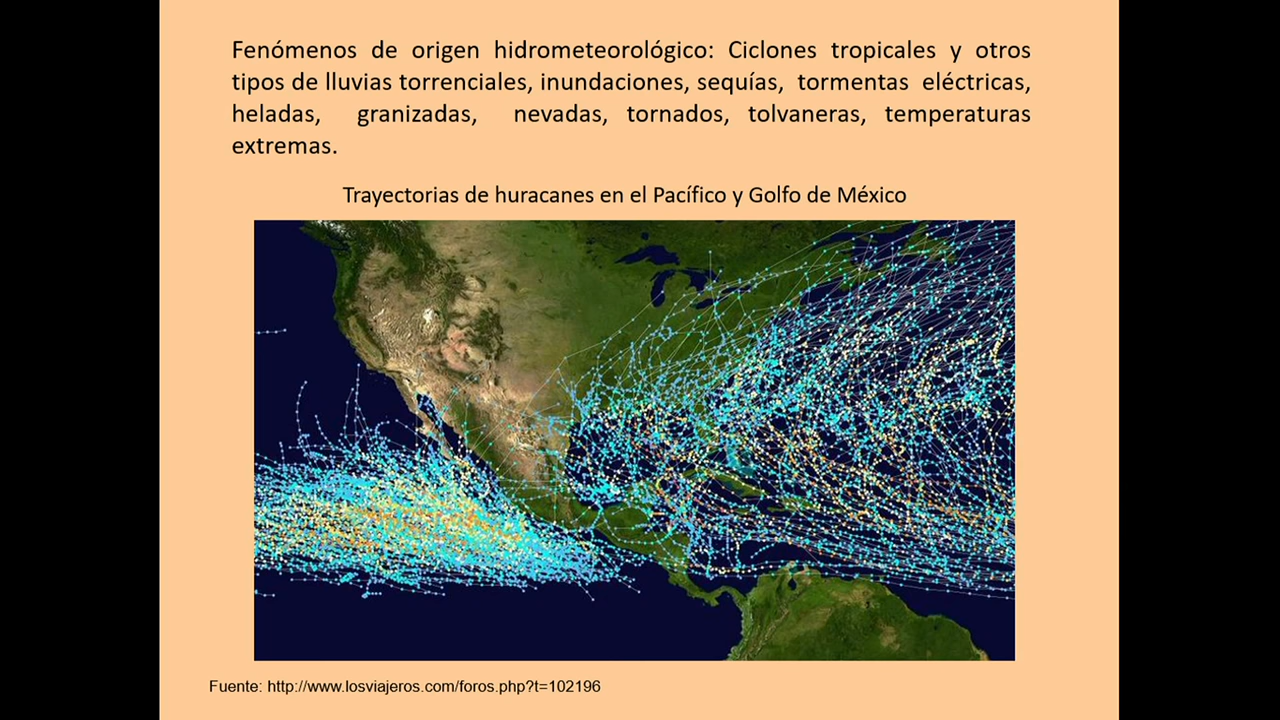 Fenómenos de origen hidrometeorológico: Ciclones tropicales y otros
tipos de lluvias torrenciales, inundaciones, sequías, tormentas eléctricas,
heladas, granizadas, nevadas, tornados, tolvaneras, temperaturas
extremas.
Trayectorias de huracanes en el Pacífico y Golfo de México
Fuente: http://www.losviajeros.com/foros.php?t=102196